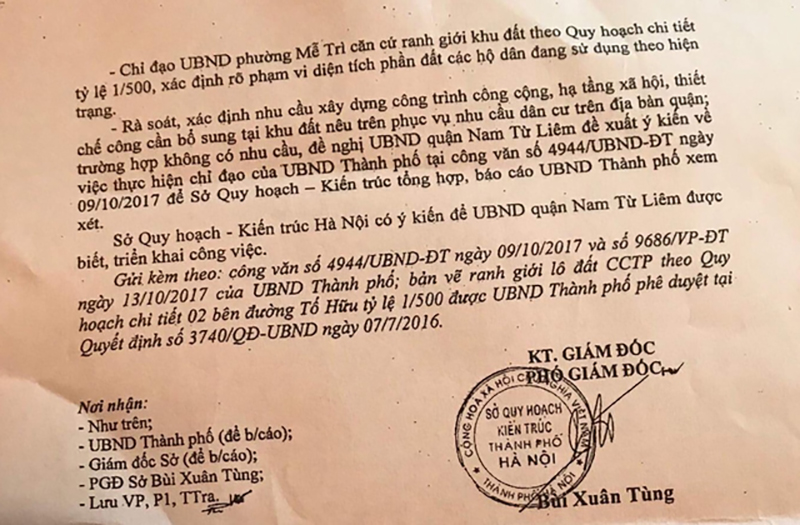 - Chỉ đạo UBND phường Mễ Trì căn cứ ranh giới khu đất theo Quy hoạch chi tiết
tỷ lệ 1/500, xác định rõ phạm vi diện tích phần đất các hộ dân đang sử dụng theo hiện
trạng.
- Rà soát, xác định nhu cầu xây dựng công trình công cộng, hạ tầng xã hội, thiết
chế công cần bổ sung tại khu đất nêu trên phục vụ nhu cầu dân cư trên địa bàn quận;
trường hợp không có nhu cầu, đề nghị UBND quận Nam Từ Liêm đề xuất ý kiến về
việc thực hiện chỉ đạo của UBND Thành phố tại công văn số 4944/UBND-ĐT ngày
09/10/2017 để Sở Quy hoạch – Kiến trúc tổng hợp, báo cáo UBND Thành phố xem
xét.
Sở Quy hoạch - Kiến trúc Hà Nội có ý kiến để UBND quận Nam Từ Liêm được
biết, triển khai công việc.
Gửi kèm theo: công văn số 4944/UBND-ĐT ngày 09/10/2017 và số 9686/VP-ĐT
ngày 13/10/2017 của UBND Thành phố; bản vẽ ranh giới lô đất CCTP theo Quy
hoạch chi tiết 02 bên đường Tố Hữu tỷ lệ 1/500 được UBND Thành phố phê duyệt tại
Quyết định số 3740/QĐ-UBND ngày 07/7/2016.
KT. GIÁM ĐỐC
PHÓ GIÁM ĐỐC
CỘNG HÒA XÃ HỘI CHỦ NGHĨA VIỆT NAM
SỞ QUY HOẠCH
KIẾN TRÚC
THÀNH PHỐ
HÀ NỘI
THÀNH PHỐ HÀ NỘI
Bùi Xuân Tùng
Nơi nhận:
- Như trên;
- UBND Thành phố (để b/cáo);
- Giám đốc Sở (để b/cáo);
- PGĐ Sở Bùi Xuân Tùng;
- Lưu VP, P1, TTra.